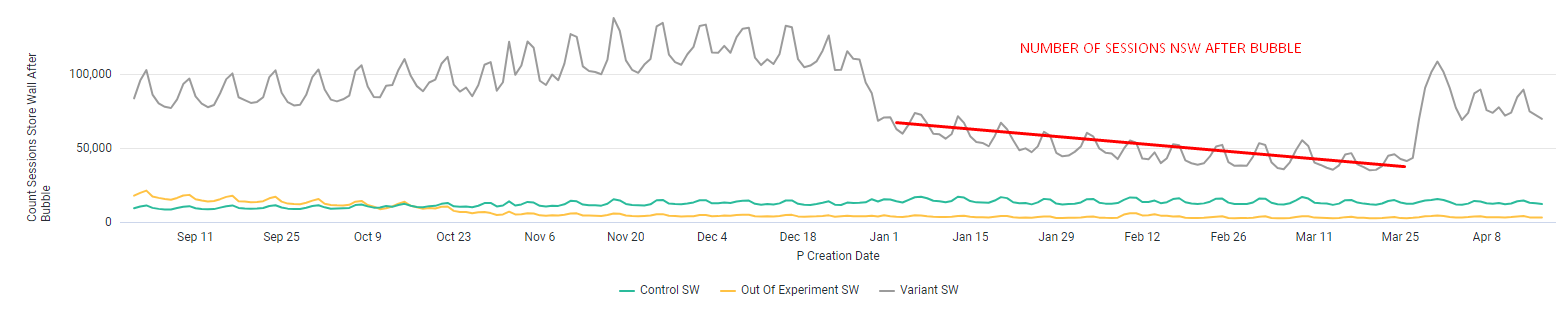 NUMBER OF SESSIONS NSW AFTER BUBBLE
Count Sessions Store Wall After
Bubble
100,000
50,000
0
Sep 11 Sep 25 Oct 9 Oct 23 Nov 6 Nov 20 Dec 4 Dec 18 Jan 1 Jan 15 Jan 29 Feb 12 Feb 26 Mar 11 Mar 25 Apr 8
P Creation Date
Control SW Out Of Experiment SW Variant SW